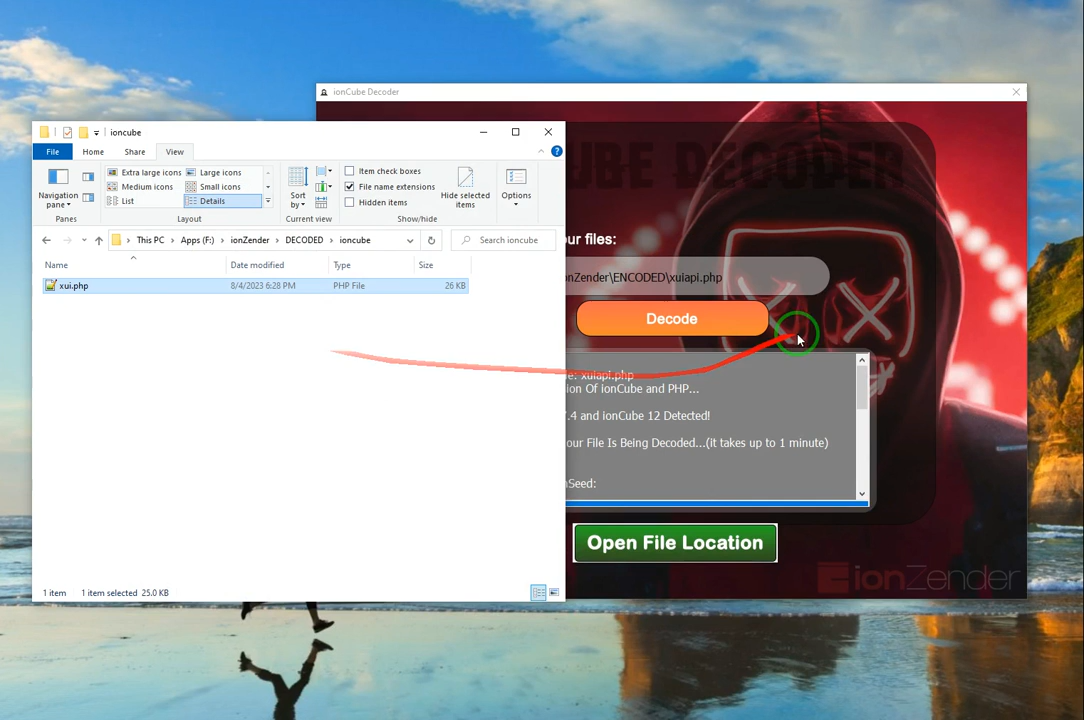 ionCube Decoder
ioncube
File
Home
Share
View
Navigation pane
Panes
Extra large icons
Large icons
Medium icons
Small icons
List
Details
Layout
Sort by
Current view
Item check boxes
File name extensions
Hidden items
Hide selected items
Options
Show/hide
This PC
Apps (F:)
ionZender
DECODED
ioncube
Search ioncube
Name
Date modified
Type
Size
xui.php
8/4/2023 6:28 PM
PHP File
26 KB
1 item
1 item selected 25.0 KB
UBE DECODER
ur files:
onZender\ENCODED\xuiapi.php
Decode
e: xuiapi.php
ion Of ionCube and PHP...
.4 and ionCube 12 Detected!
our File Is Being Decoded...(it takes up to 1 minute)
nSeed:
Open File Location
ionZender